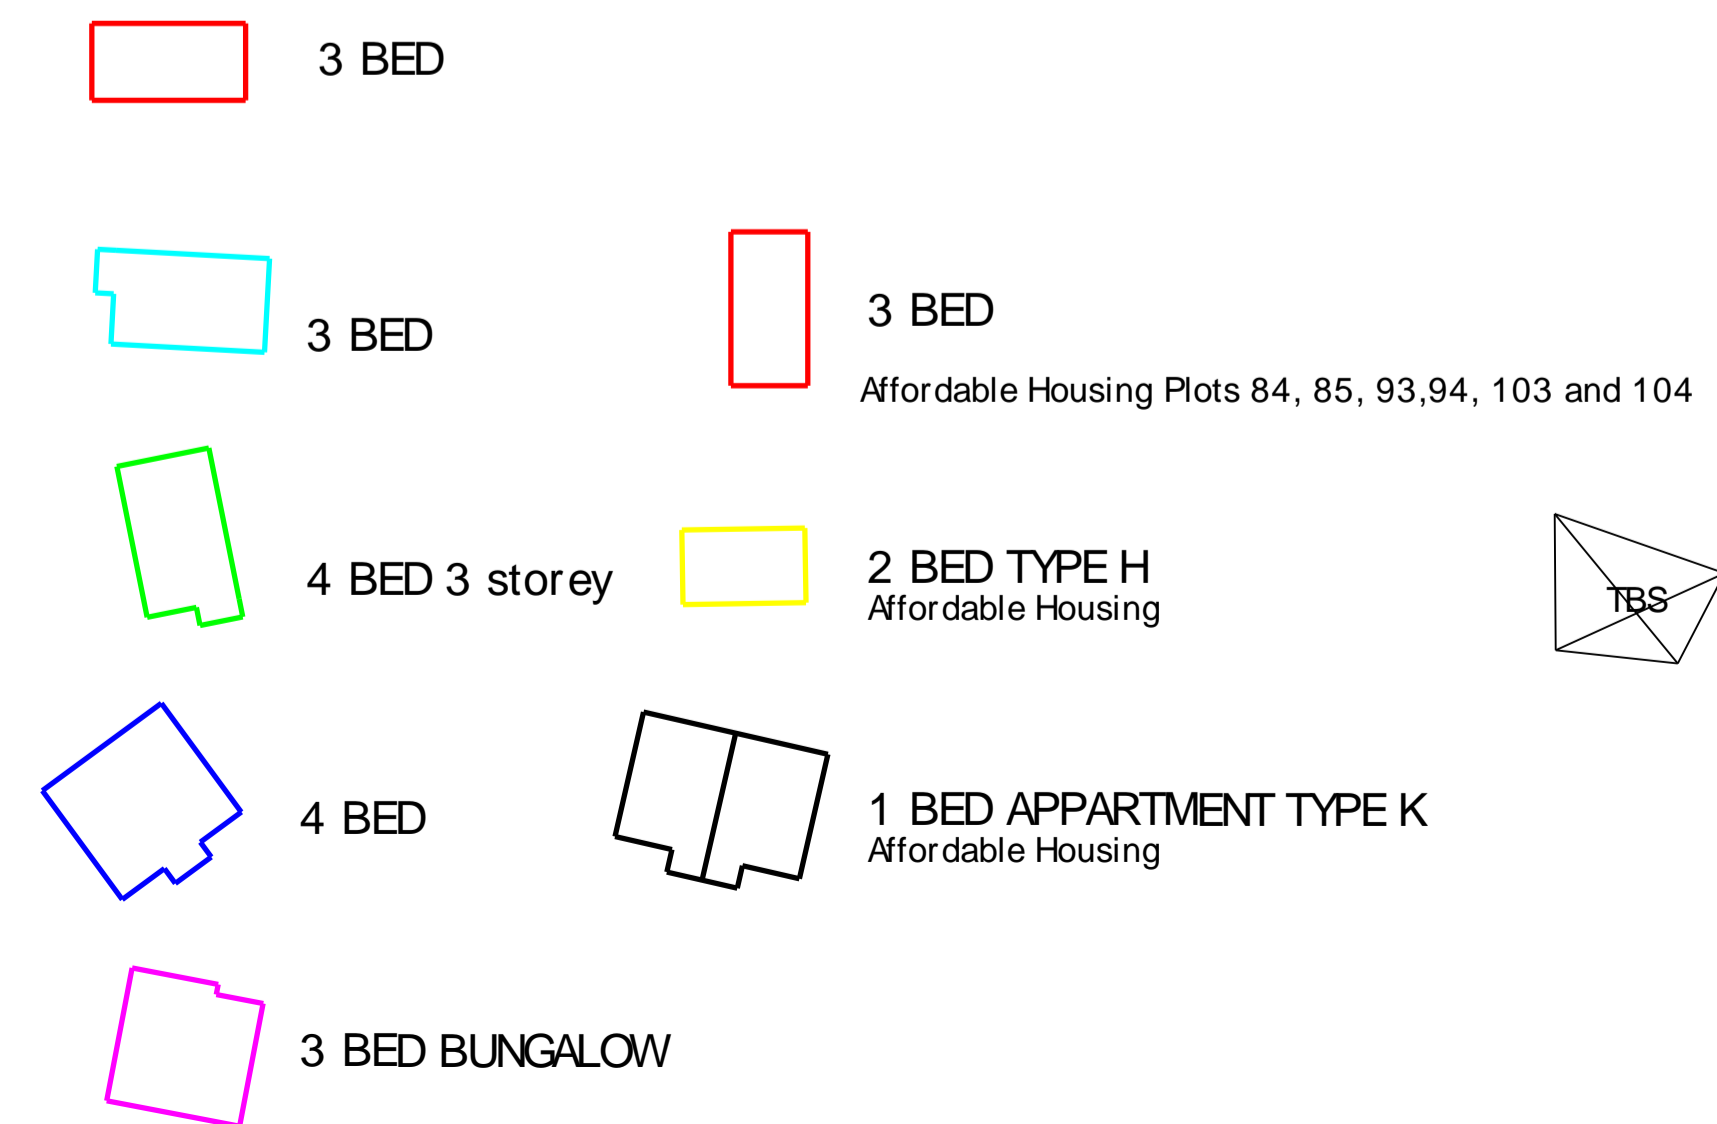 3 BED
3 BED
3 BED
Affordable Housing Plots 84, 85, 93,94, 103 and 104
4 BED 3 storey
2 BED TYPE H
Affordable Housing
TBS
4 BED
1 BED APPARTMENT TYPE K
Affordable Housing
3 BED BUNGALOW